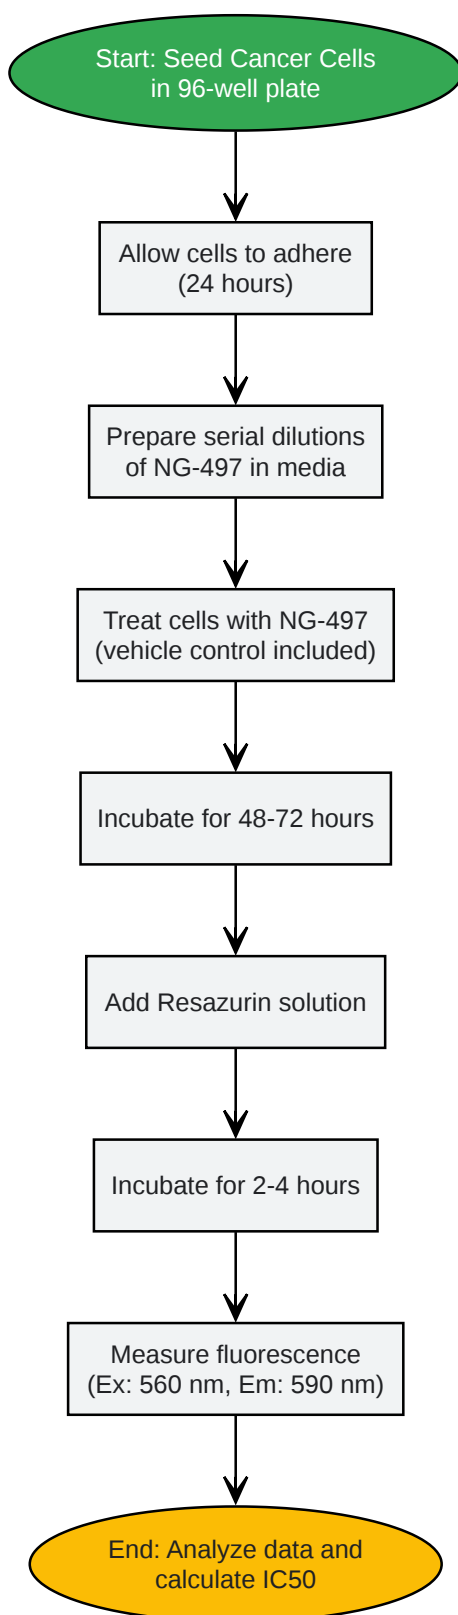 Start: Seed Cancer Cells
in 96-well plate
Allow cells to adhere
(24 hours)
Prepare serial dilutions
of NG-497 in media
Treat cells with NG-497
(vehicle control included)
Incubate for 48-72 hours
Add Resazurin solution
Incubate for 2-4 hours
Measure fluorescence
(Ex: 560 nm, Em: 590 nm)
End: Analyze data and
calculate IC50